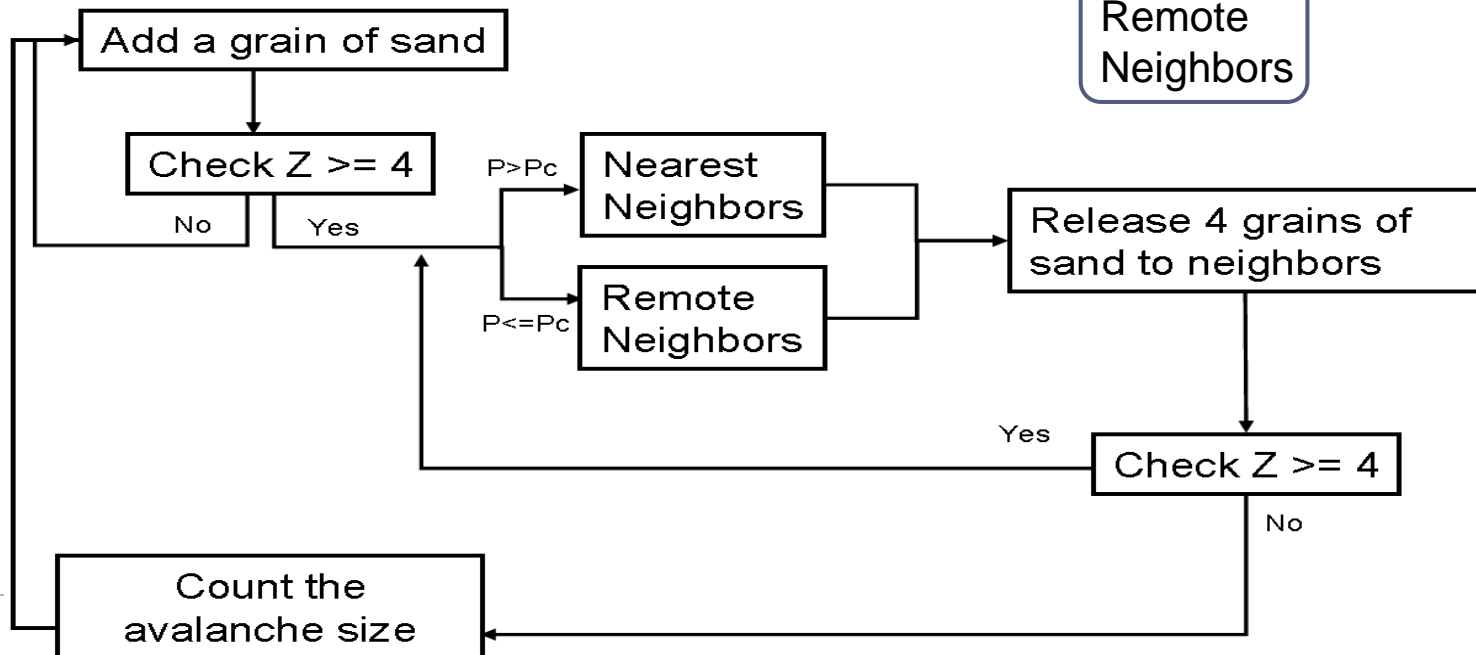 Remote
Neighbors
Add a grain of sand
Check Z >= 4
No
Yes
P>Pc
P<=Pc
Nearest
Neighbors
Remote
Neighbors
Release 4 grains of
sand to neighbors
Yes
Check Z >= 4
No
Count the
avalanche size